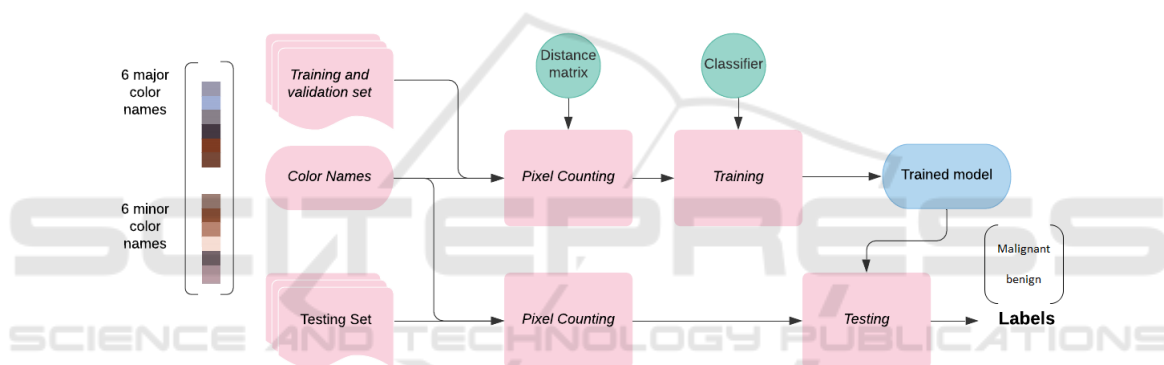 6 major
color
names
6 minor
color
names
Training and
validation set
Color Names
Testing Set
Distance
matrix
Classifier
Pixel Counting
Training
Trained model
Pixel Counting
Testing
Malignant
benign
Labels
SCITEPRESS
SCIENCE AND TECHNOLOGY PUBLICATIONS